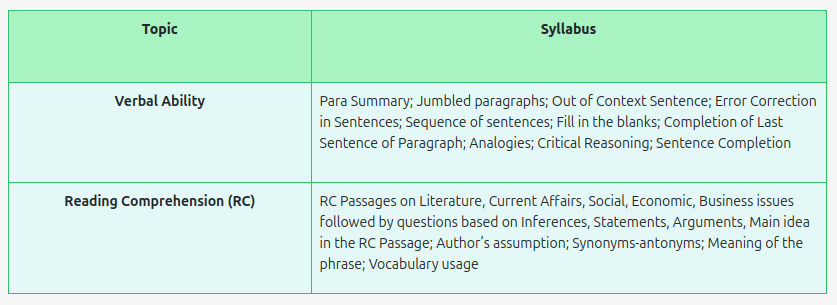 Topic
Syllabus
Verbal Ability
Para Summary; Jumbled paragraphs; Out of Context Sentence; Error Correction
in Sentences; Sequence of sentences; Fill in the blanks; Completion of Last
Sentence of Paragraph; Analogies; Critical Reasoning; Sentence Completion
Reading Comprehension (RC)
RC Passages on Literature, Current Affairs, Social, Economic, Business issues
followed by questions based on Inferences, Statements, Arguments, Main idea
in the RC Passage; Author’s assumption; Synonyms-antonyms; Meaning of the
phrase; Vocabulary usage